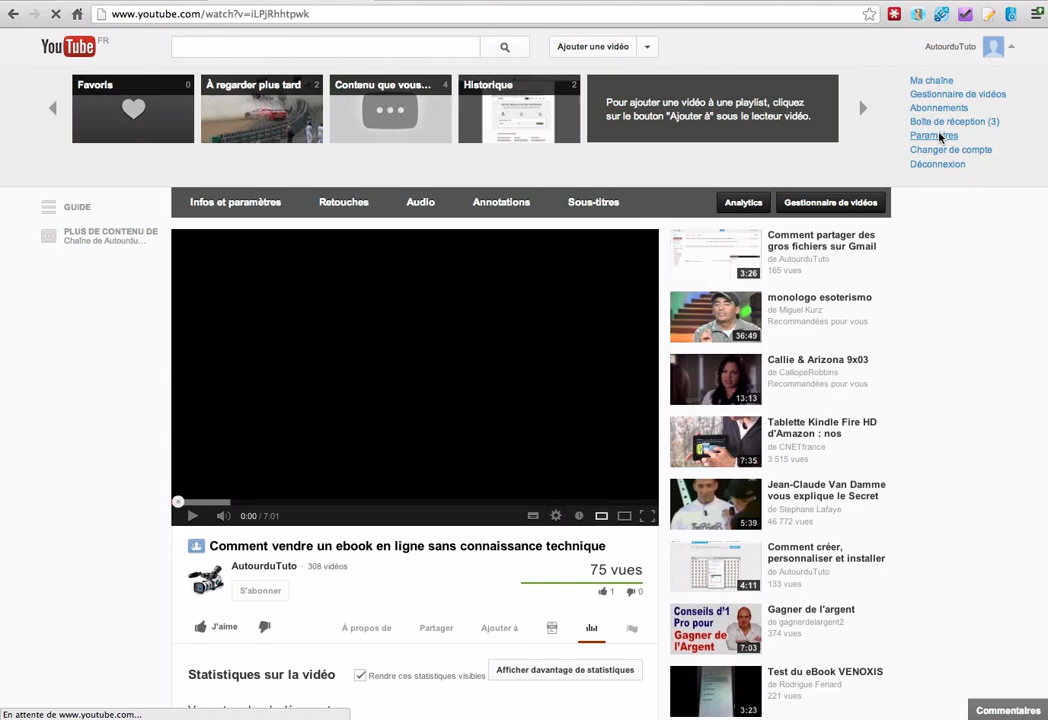 www.youtube.com/watch?v=iLPjRhhtpwk
YouTube FR
Ajouter une vidéo
AutourduTuto
Favoris 0
À regarder plus tard 2
Contenu que vous... 4
Historique 2
Pour ajouter une vidéo à une playlist, cliquez
sur le bouton "Ajouter à" sous le lecteur vidéo.
Ma chaîne
Gestionnaire de vidéos
Abonnements
Boîte de réception (3)
Paramètres
Changer de compte
Déconnexion
GUIDE
PLUS DE CONTENU DE
Chaîne de Autourdu...
Infos et paramètres
Retouches
Audio
Annotations
Sous-titres
Analytics
Gestionnaire de vidéos
0:00 / 7:01
Comment vendre un ebook en ligne sans connaissance technique
AutourduTuto · 308 vidéos
S'abonner
75 vues
1
0
J'aime
À propos de
Partager
Ajouter à
Statistiques sur la vidéo
Rendre ces statistiques visibles
Afficher davantage de statistiques
Comment partager des
gros fichiers sur Gmail
de AutourduTuto
165 vues
3:26
monologo esoterismo
de Miguel Kurz
Recommandées pour vous
36:49
Callie & Arizona 9x03
de CalliopeRobbins
Recommandées pour vous
13:13
Tablette Kindle Fire HD
d'Amazon : nos
de CNETfrance
3 515 vues
7:35
Jean-Claude Van Damme
vous explique le Secret
de Stephane Lafaye
46 772 vues
5:39
Comment créer,
personnaliser et installer
de AutourduTuto
133 vues
4:11
Gagner de l'argent
de gagnerdelargent2
374 vues
Conseils d'1
Pro pour
Gagner de
l'Argent
7:03
Test du eBook VENOXIS
de Rodrigue Fenard
221 vues
3:23
En attente de www.youtube.com...
Commentaires